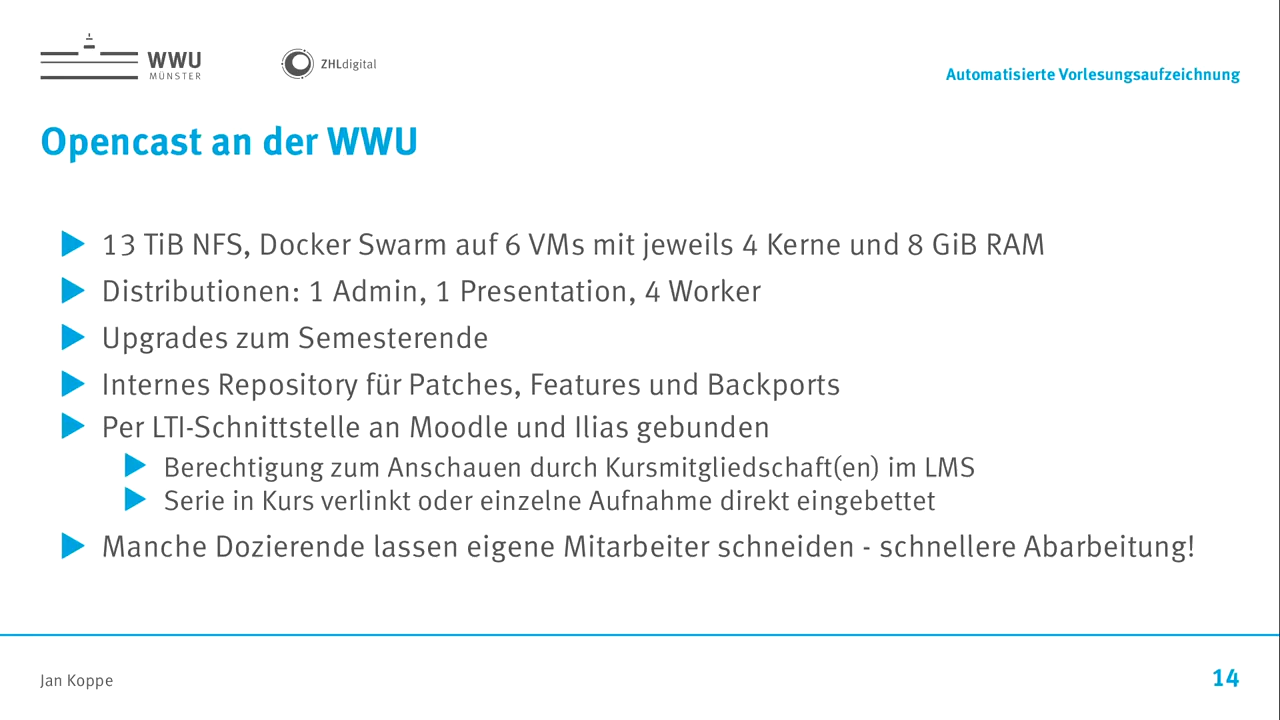 WWU
MÜNSTER
ZHLdigital
Automatisierte Vorlesungsaufzeichnung
Opencast an der WWU
13 TiB NFS, Docker Swarm auf 6 VMs mit jeweils 4 Kerne und 8 GiB RAM
Distributionen: 1 Admin, 1 Presentation, 4 Worker
Upgrades zum Semesterende
Internes Repository für Patches, Features und Backports
Per LTI-Schnittstelle an Moodle und Ilias gebunden
Berechtigung zum Anschauen durch Kursmitgliedschaft(en) im LMS
Serie in Kurs verlinkt oder einzelne Aufnahme direkt eingebettet
Manche Dozierende lassen eigene Mitarbeiter schneiden - schnellere Abarbeitung!
Jan Koppe
14